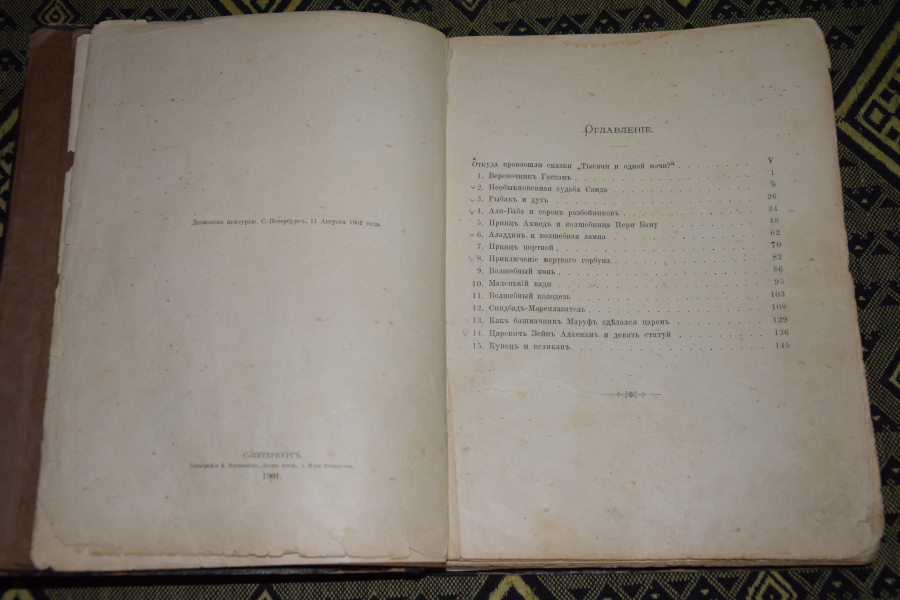 Дозволено цензурою. С.-Петербургъ, 11 Августа 1901 года.
С.-ПЕТЕРБУРГЪ.
Типографія
1901.
ОГЛАВЛЕНІЕ.
Откуда произошли сказки „Тысячи и одной ночи?“ V
1. Веревочникъ Гассанъ 1
2. Необыкновенная судьба Саида 8
3. Рыбакъ и духъ 26
4. Али-Баба и сорокъ разбойниковъ 34
5. Принцъ Ахмедъ и волшебница Пери Бану 48
6. Аладдинъ и волшебная лампа 62
7. Принцъ портной 70
8. Приключеніе мертваго горбуна 82
9. Волшебный конь 86
10. Маленькій кади 95
11. Волшебный колодезь 103
12. Синдбадъ-Мореплаватель 108
13. Какъ башмачникъ Маруфъ сдѣлался царемъ 129
14. Царевичъ Зейнъ Аласнамъ и девять статуй 136
15. Купецъ и великанъ 145